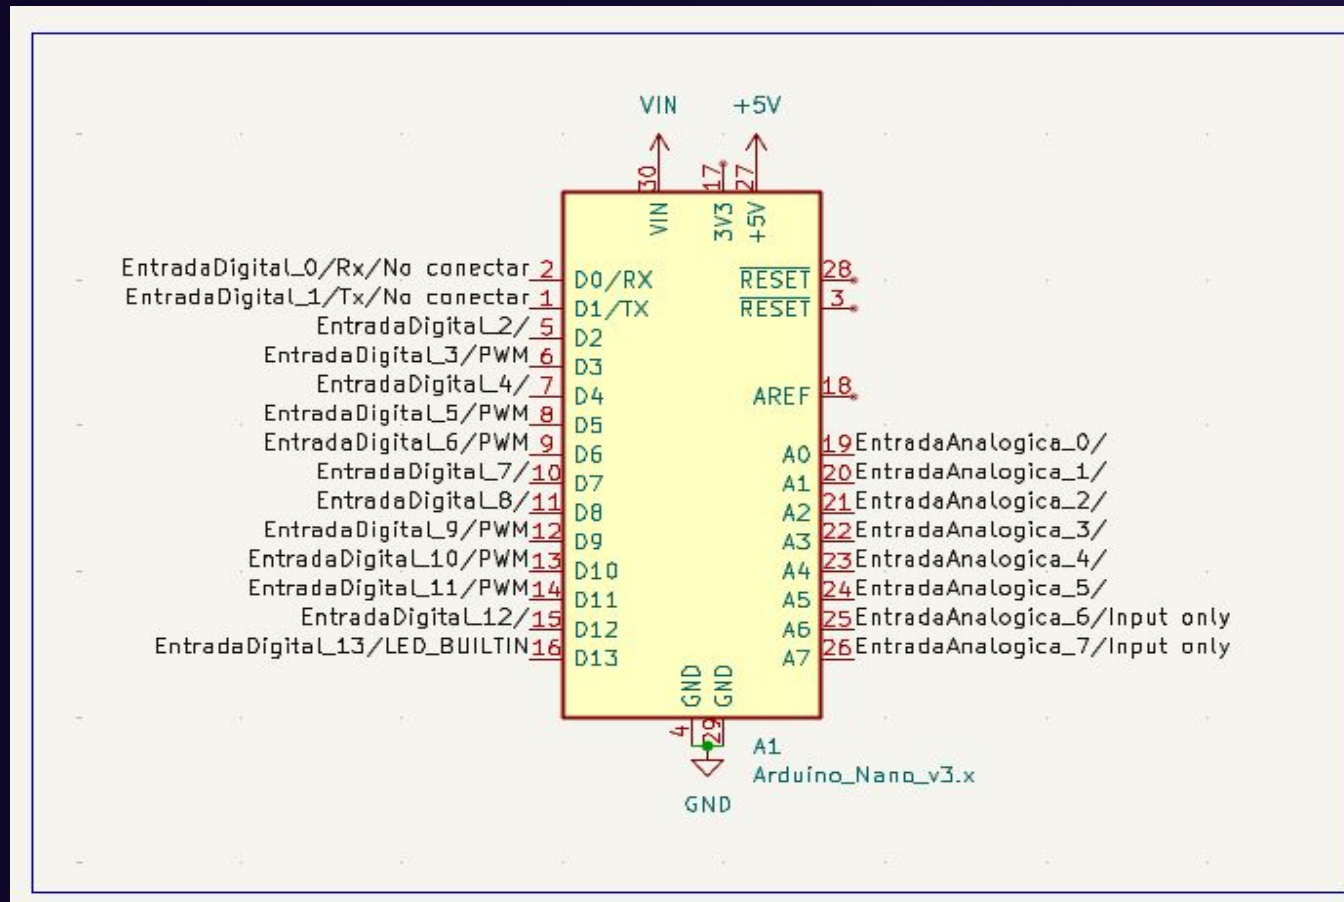 VIN
+5V
30
17
27
VIN
3V3
+5V
EntradaDigital_0/Rx/No conectar 2 D0/RX
EntradaDigital_1/Tx/No conectar 1 D1/TX
EntradaDigital_2/ 5 D2
EntradaDigital_3/PWM 6 D3
EntradaDigital_4/ 7 D4
EntradaDigital_5/PWM 8 D5
EntradaDigital_6/PWM 9 D6
EntradaDigital_7/ 10 D7
EntradaDigital_8/ 11 D8
EntradaDigital_9/PWM 12 D9
EntradaDigital_10/PWM 13 D10
EntradaDigital_11/PWM 14 D11
EntradaDigital_12/ 15 D12
EntradaDigital_13/LED_BUILTIN 16 D13
RESET 28
RESET 3
AREF 18
A0 19 EntradaAnalogica_0/
A1 20 EntradaAnalogica_1/
A2 21 EntradaAnalogica_2/
A3 22 EntradaAnalogica_3/
A4 23 EntradaAnalogica_4/
A5 24 EntradaAnalogica_5/
A6 25 EntradaAnalogica_6/Input only
A7 26 EntradaAnalogica_7/Input only
GND
GND
4
29
A1
Arduino_Nano_v3.x
GND